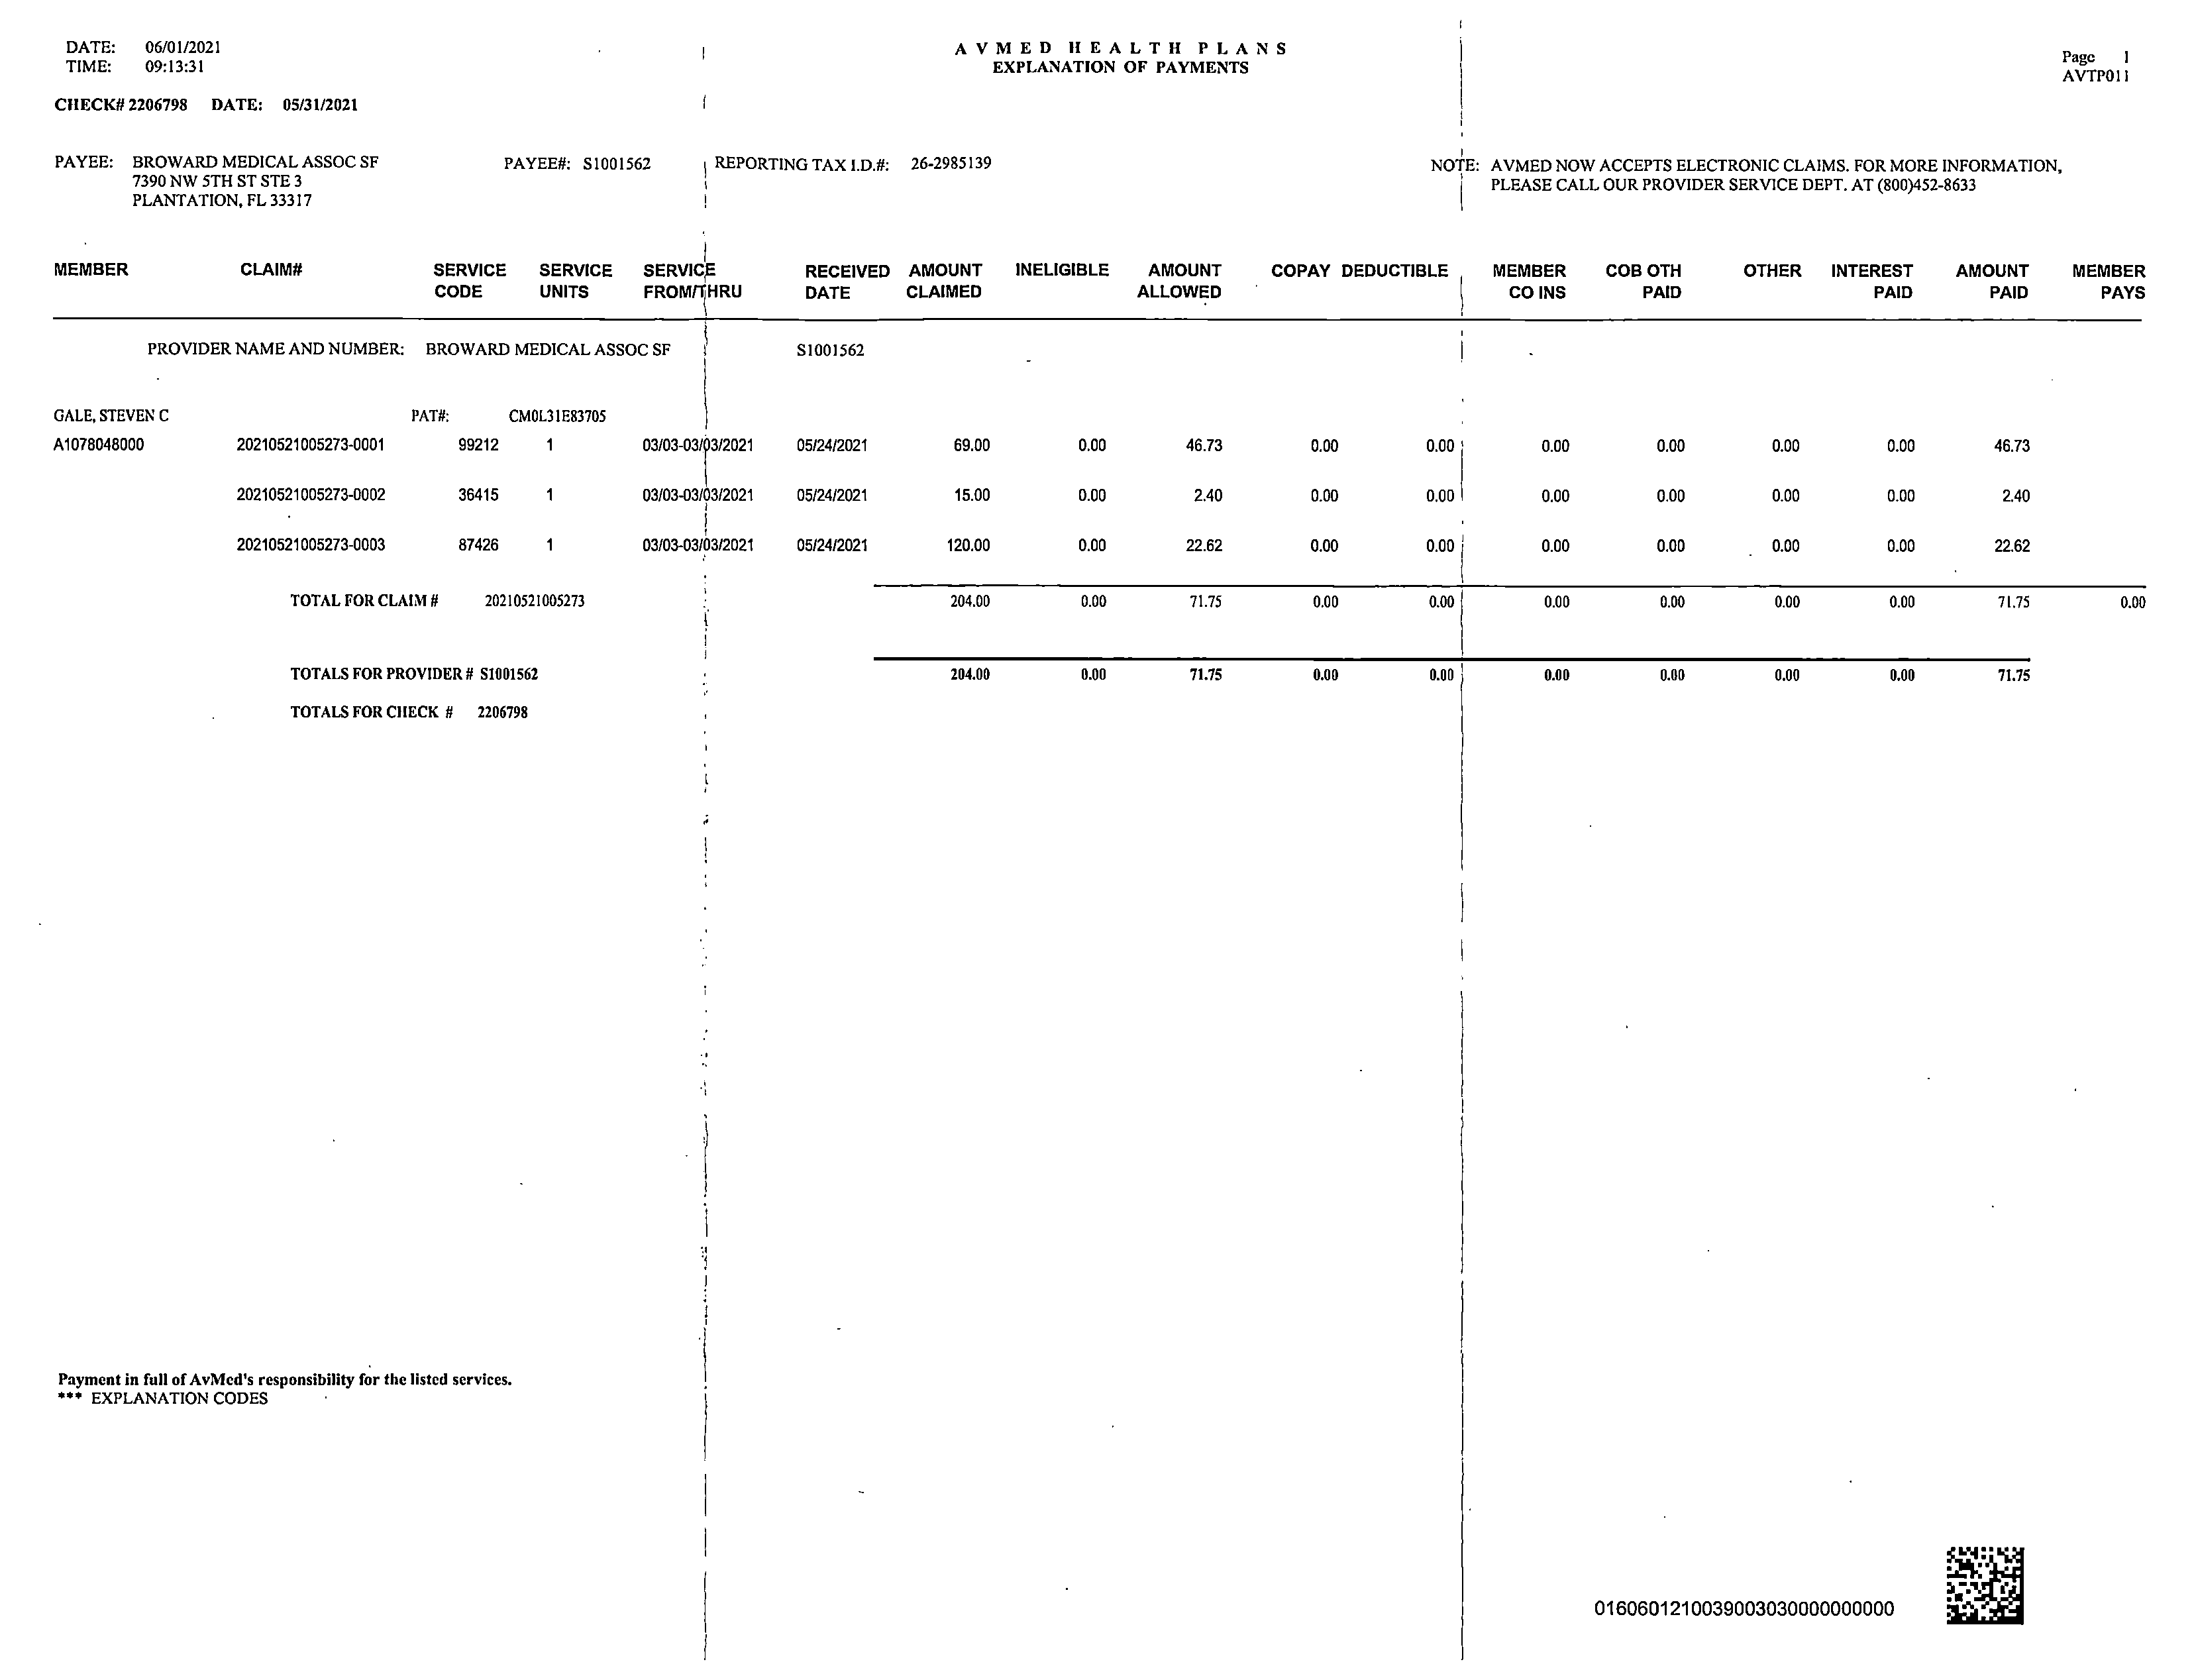 DATE: 06/01/2021
TIME: 09:13:31
A V M E D H E A L T H P L A N S
EXPLANATION OF PAYMENTS
Page 1
AVTP011
CHECK# 2206798 DATE: 05/31/2021
PAYEE: BROWARD MEDICAL ASSOC SF PAYEE#: S1001562 REPORTING TAX I.D.#: 26-2985139 NOTE: AVMED NOW ACCEPTS ELECTRONIC CLAIMS. FOR MORE INFORMATION,
7390 NW 5TH ST STE 3 PLEASE CALL OUR PROVIDER SERVICE DEPT. AT (800)452-8633
PLANTATION, FL 33317
MEMBER CLAIM# SERVICE SERVICE SERVICE RECEIVED AMOUNT INELIGIBLE AMOUNT COPAY DEDUCTIBLE MEMBER COB OTH OTHER INTEREST AMOUNT MEMBER
CODE UNITS FROM/THRU DATE CLAIMED ALLOWED CO INS PAID PAID PAID PAYS
PROVIDER NAME AND NUMBER: BROWARD MEDICAL ASSOC SF S1001562
GALE, STEVEN C PAT#: CM0L31E83705
A1078048000 20210521005273-0001 99212 1 03/03-03/03/2021 05/24/2021 69.00 0.00 46.73 0.00 0.00 0.00 0.00 0.00 0.00 46.73
20210521005273-0002 36415 1 03/03-03/03/2021 05/24/2021 15.00 0.00 2.40 0.00 0.00 0.00 0.00 0.00 0.00 2.40
20210521005273-0003 87426 1 03/03-03/03/2021 05/24/2021 120.00 0.00 22.62 0.00 0.00 0.00 0.00 0.00 0.00 22.62
TOTAL FOR CLAIM # 20210521005273 204.00 0.00 71.75 0.00 0.00 0.00 0.00 0.00 0.00 71.75 0.00
TOTALS FOR PROVIDER # S1001562 204.00 0.00 71.75 0.00 0.00 0.00 0.00 0.00 0.00 71.75
TOTALS FOR CHECK # 2206798
Payment in full of AvMed's responsibility for the listed services.
*** EXPLANATION CODES
01606012100390030300000000000